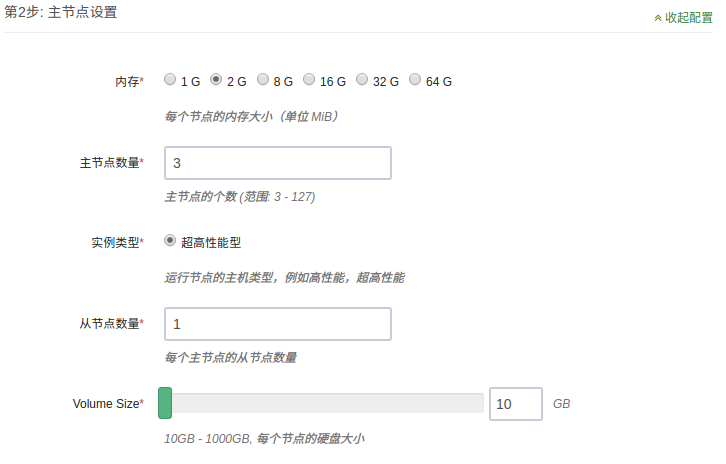 第2步: 主节点设置
收起配置
内存* 1 G 2 G 8 G 16 G 32 G 64 G
每个节点的内存大小（单位 MiB）
主节点数量* 3
主节点的个数 (范围: 3 - 127)
实例类型* 超高性能型
运行节点的主机类型，例如高性能，超高性能
从节点数量* 1
每个主节点的从节点数量
Volume Size* 10 GB
10GB - 1000GB, 每个节点的硬盘大小